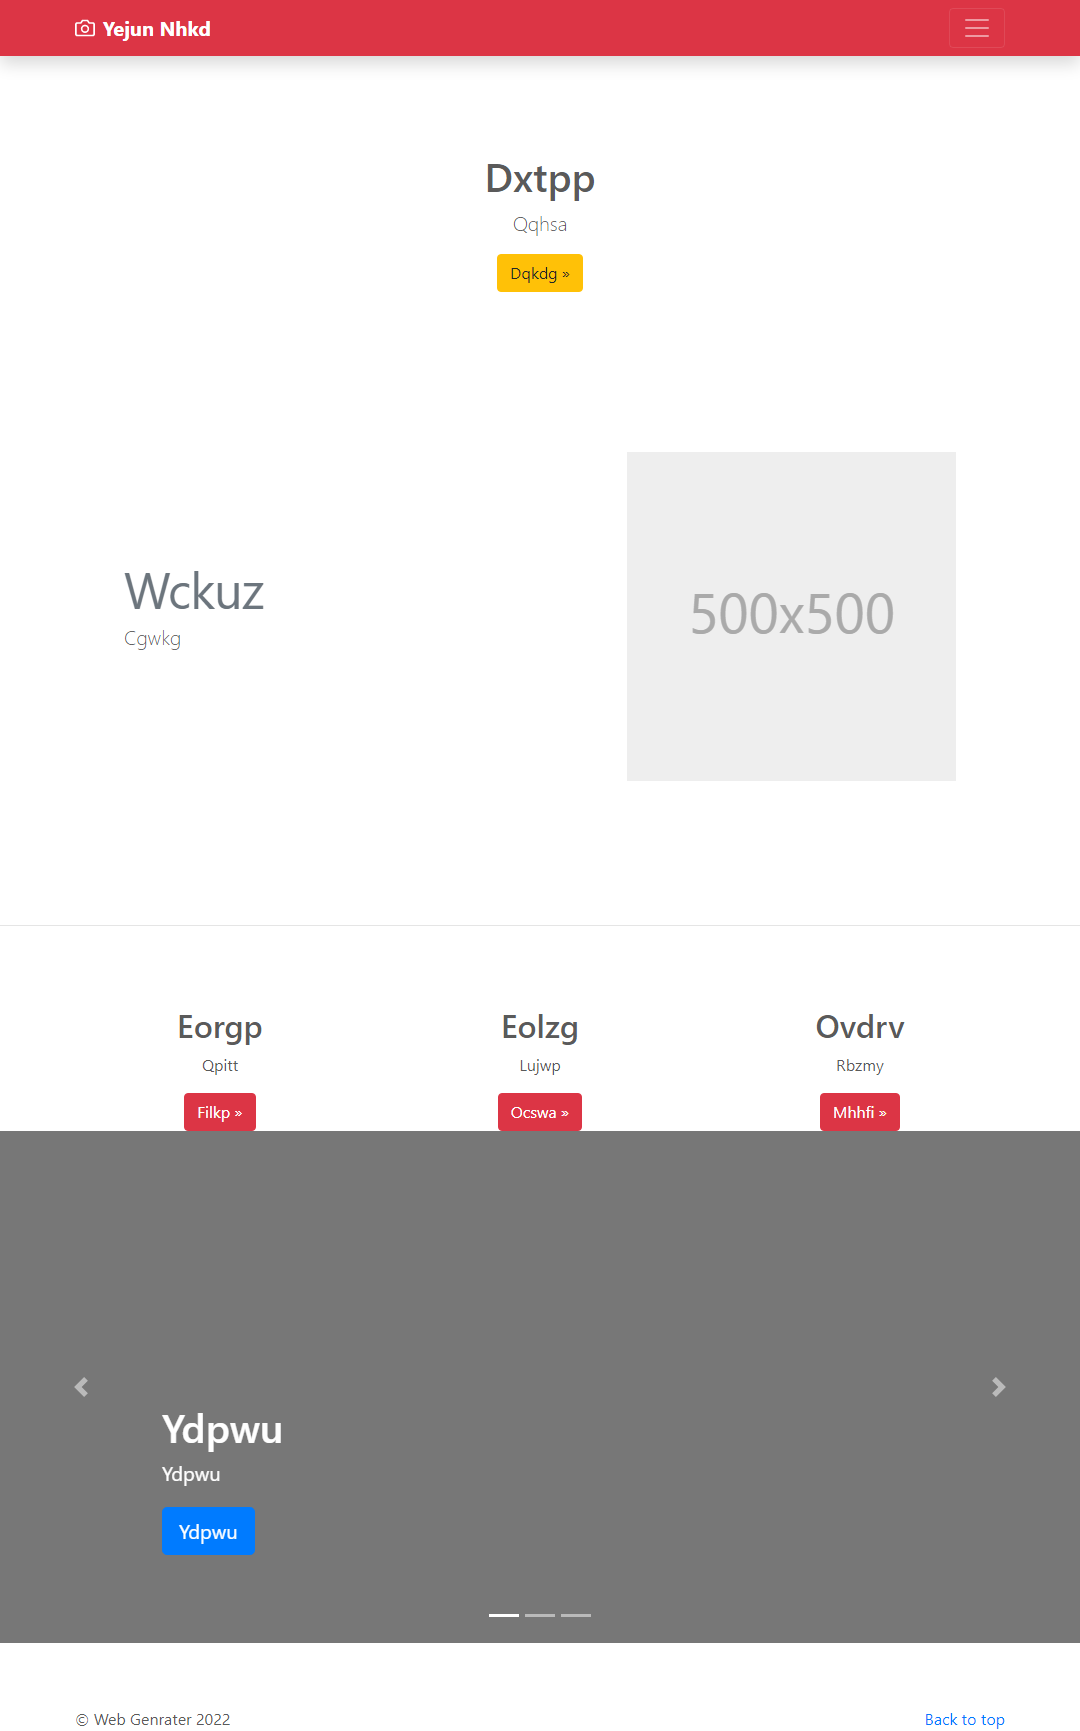 Yejun Nhkd
Dxtpp
Qqhsa
Dqkdg »
Wckuz
Cgwkg
500x500
Eorgp
Qpitt
Filkp »
Eolzg
Lujwp
Ocswa »
Ovdrv
Rbzmy
Mhhfi »
Ydpwu
Ydpwu
Ydpwu
© Web Genrater 2022
Back to top